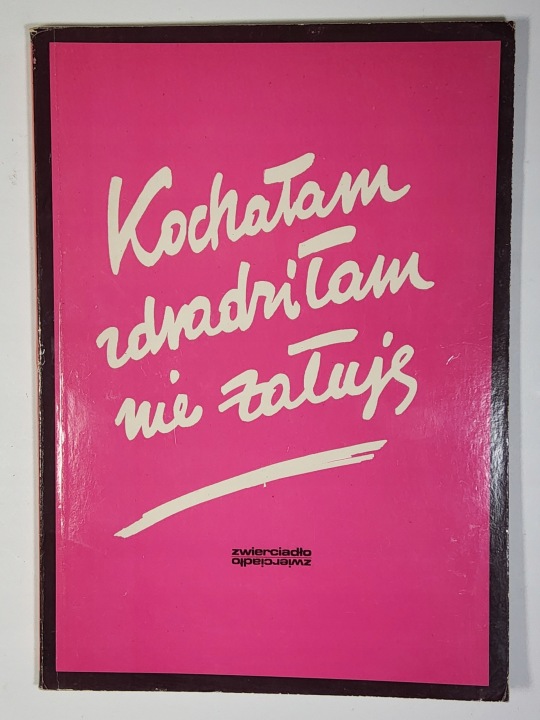 Kochałam
zdradziłam
nie żałuję
zwierciadło
zwierciadło